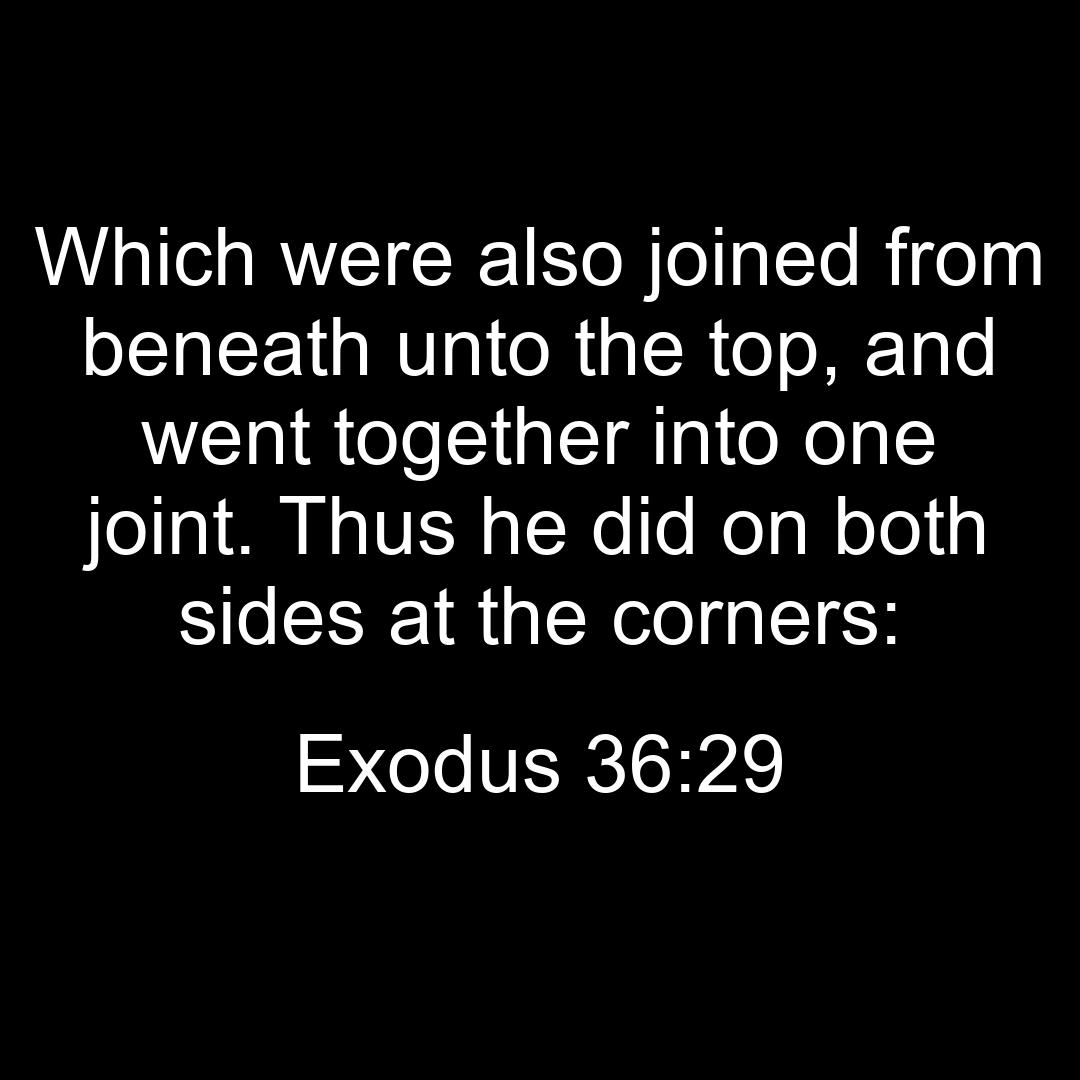 Which were also joined from
beneath unto the top, and
went together into one
joint. Thus he did on both
sides at the corners:
Exodus 36:29